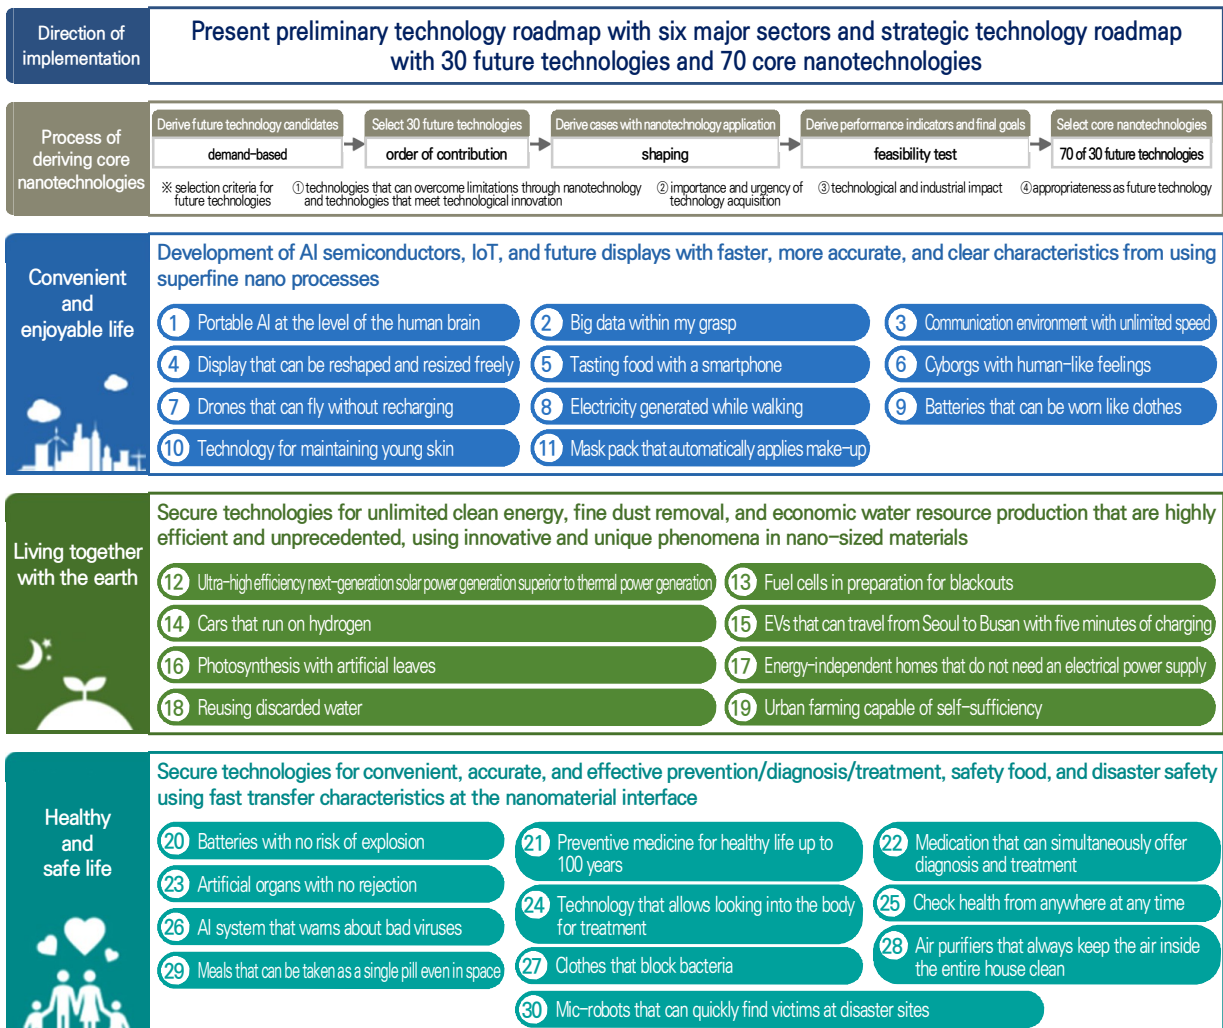 Direction of
implementation
Present preliminary technology roadmap with six major sectors and strategic technology roadmap
with 30 future technologies and 70 core nanotechnologies
Process of
deriving core
nanotechnologies
Derive future technology candidates
demand-based
Select 30 future technologies
order of contribution
Derive cases with nanotechnology application
shaping
Derive performance indicators and final goals
feasibility test
Select core nanotechnologies
70 of 30 future technologies
※ selection criteria for
future technologies
① technologies that can overcome limitations through nanotechnology
and technologies that meet technological innovation
② importance and urgency of
technology acquisition
③ technological and industrial impact
④ appropriateness as future technology
Convenient
and
enjoyable life
Development of AI semiconductors, IoT, and future displays with faster, more accurate, and clear characteristics from using
superfine nano processes
1 Portable AI at the level of the human brain
2 Big data within my grasp
3 Communication environment with unlimited speed
4 Display that can be reshaped and resized freely
5 Tasting food with a smartphone
6 Cyborgs with human-like feelings
7 Drones that can fly without recharging
8 Electricity generated while walking
9 Batteries that can be worn like clothes
10 Technology for maintaining young skin
11 Mask pack that automatically applies make-up
Living together
with the earth
Secure technologies for unlimited clean energy, fine dust removal, and economic water resource production that are highly
efficient and unprecedented, using innovative and unique phenomena in nano-sized materials
12 Ultra-high efficiency next-generation solar power generation superior to thermal power generation
13 Fuel cells in preparation for blackouts
14 Cars that run on hydrogen
15 EVs that can travel from Seoul to Busan with five minutes of charging
16 Photosynthesis with artificial leaves
17 Energy-independent homes that do not need an electrical power supply
18 Reusing discarded water
19 Urban farming capable of self-sufficiency
Healthy
and
safe life
Secure technologies for convenient, accurate, and effective prevention/diagnosis/treatment, safety food, and disaster safety
using fast transfer characteristics at the nanomaterial interface
20 Batteries with no risk of explosion
21 Preventive medicine for healthy life up to
100 years
22 Medication that can simultaneously offer
diagnosis and treatment
23 Artificial organs with no rejection
24 Technology that allows looking into the body
for treatment
25 Check health from anywhere at any time
26 AI system that warns about bad viruses
27 Clothes that block bacteria
28 Air purifiers that always keep the air inside
the entire house clean
29 Meals that can be taken as a single pill even in space
30 Mic-robots that can quickly find victims at disaster sites